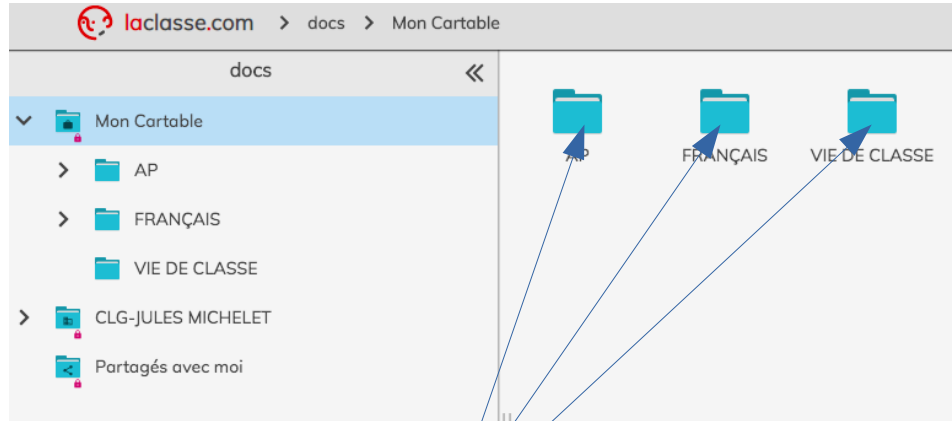 laclasse.com > docs > Mon Cartable
docs
Mon Cartable
AP
FRANÇAIS
VIE DE CLASSE
CLG-JULES MICHELET
Partagés avec moi
AP
FRANÇAIS
VIE DE CLASSE